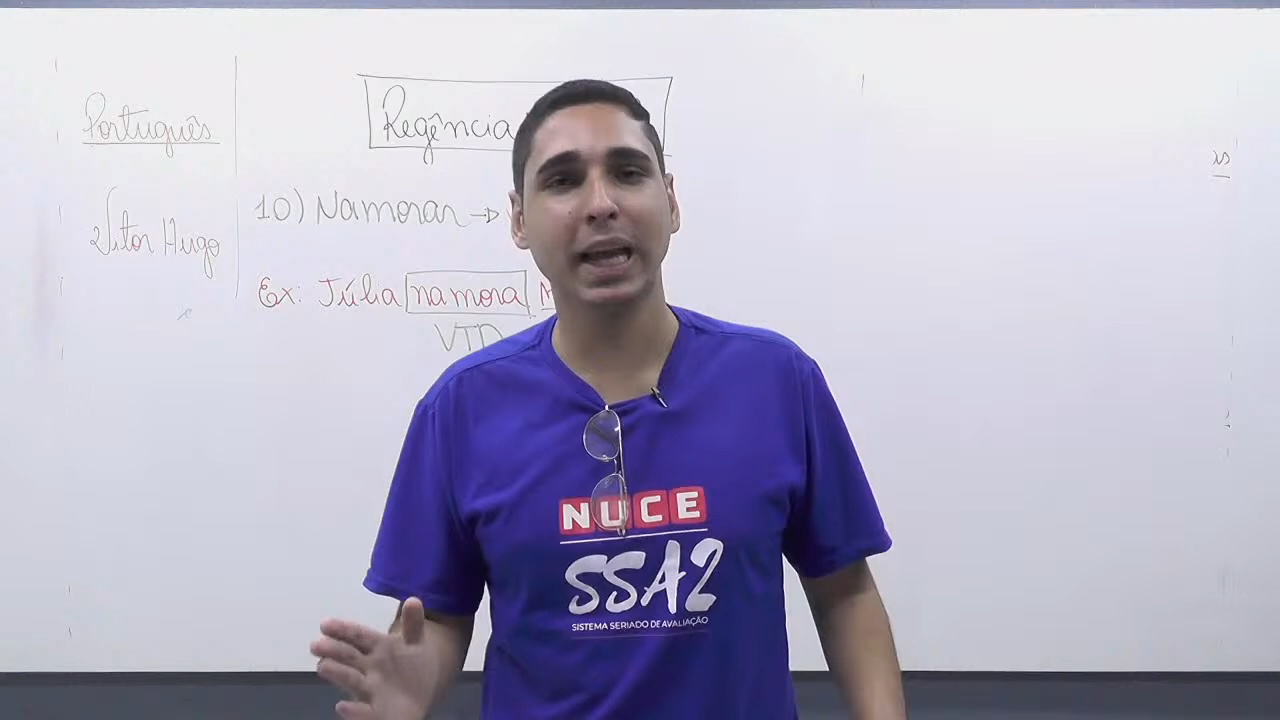 Português
Vitor Hugo
Regência
10) Namorar →
Ex: Júlia namora
VTD
NUCE
SSA2
SISTEMA SERIADO DE AVALIAÇÃO